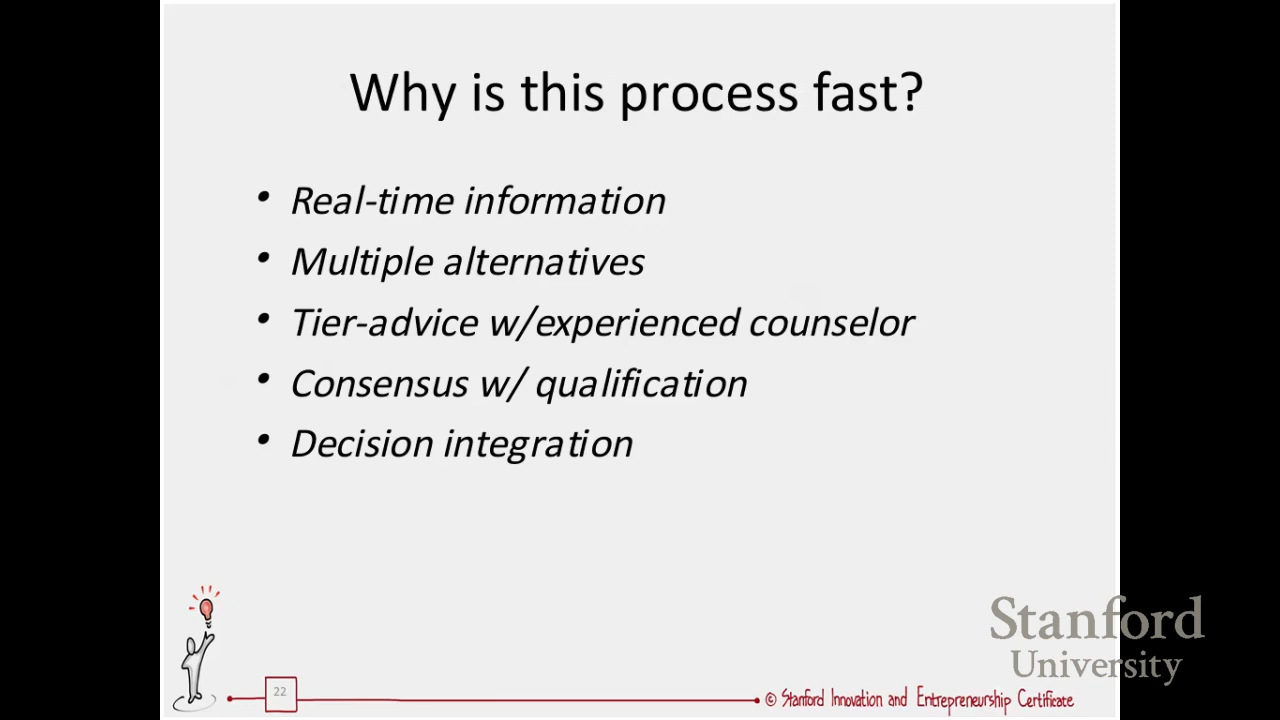 Why is this process fast?
• Real-time information
• Multiple alternatives
• Tier-advice w/experienced counselor
• Consensus w/ qualification
• Decision integration
Stanford
University
22
© Stanford Innovation and Entrepreneurship Certificate